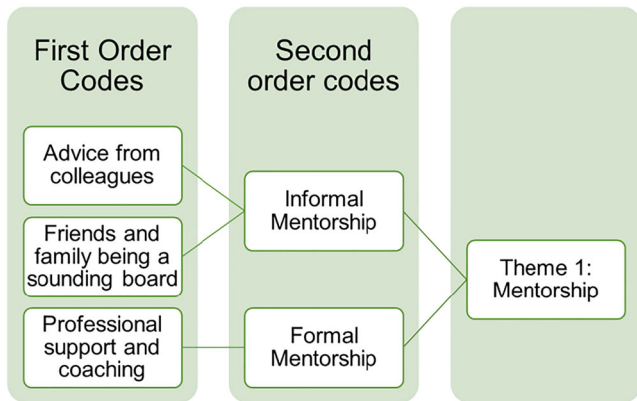 First Order
Codes
Advice from
colleagues
Friends and
family being a
sounding board
Professional
support and
coaching
Second
order codes
Informal
Mentorship
Formal
Mentorship
Theme 1:
Mentorship